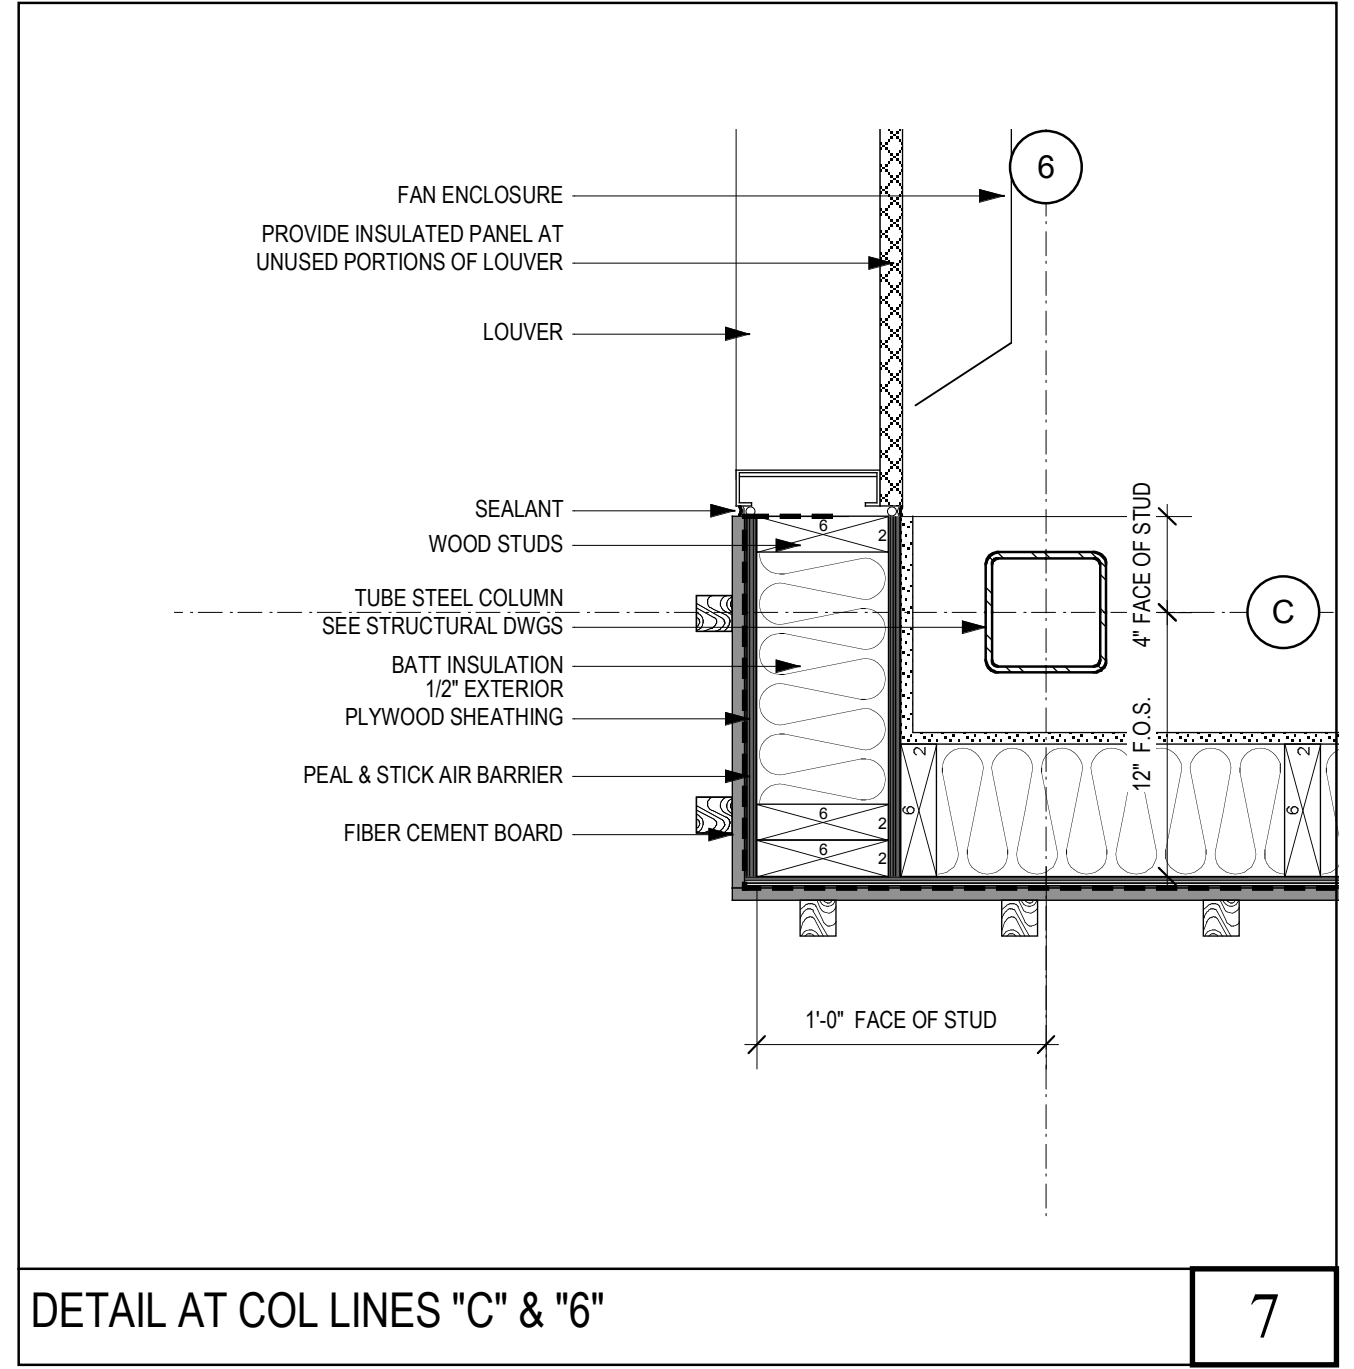 6
FAN ENCLOSURE
PROVIDE INSULATED PANEL AT
UNUSED PORTIONS OF LOUVER
LOUVER
SEALANT
WOOD STUDS
TUBE STEEL COLUMN
SEE STRUCTURAL DWGS
BATT INSULATION
1/2" EXTERIOR
PLYWOOD SHEATHING
PEAL & STICK AIR BARRIER
FIBER CEMENT BOARD
6
2
6
2
6
2
2
6
2
6
4" FACE OF STUD
12" F.O.S.
C
1'-0" FACE OF STUD
DETAIL AT COL LINES "C" & "6"
7